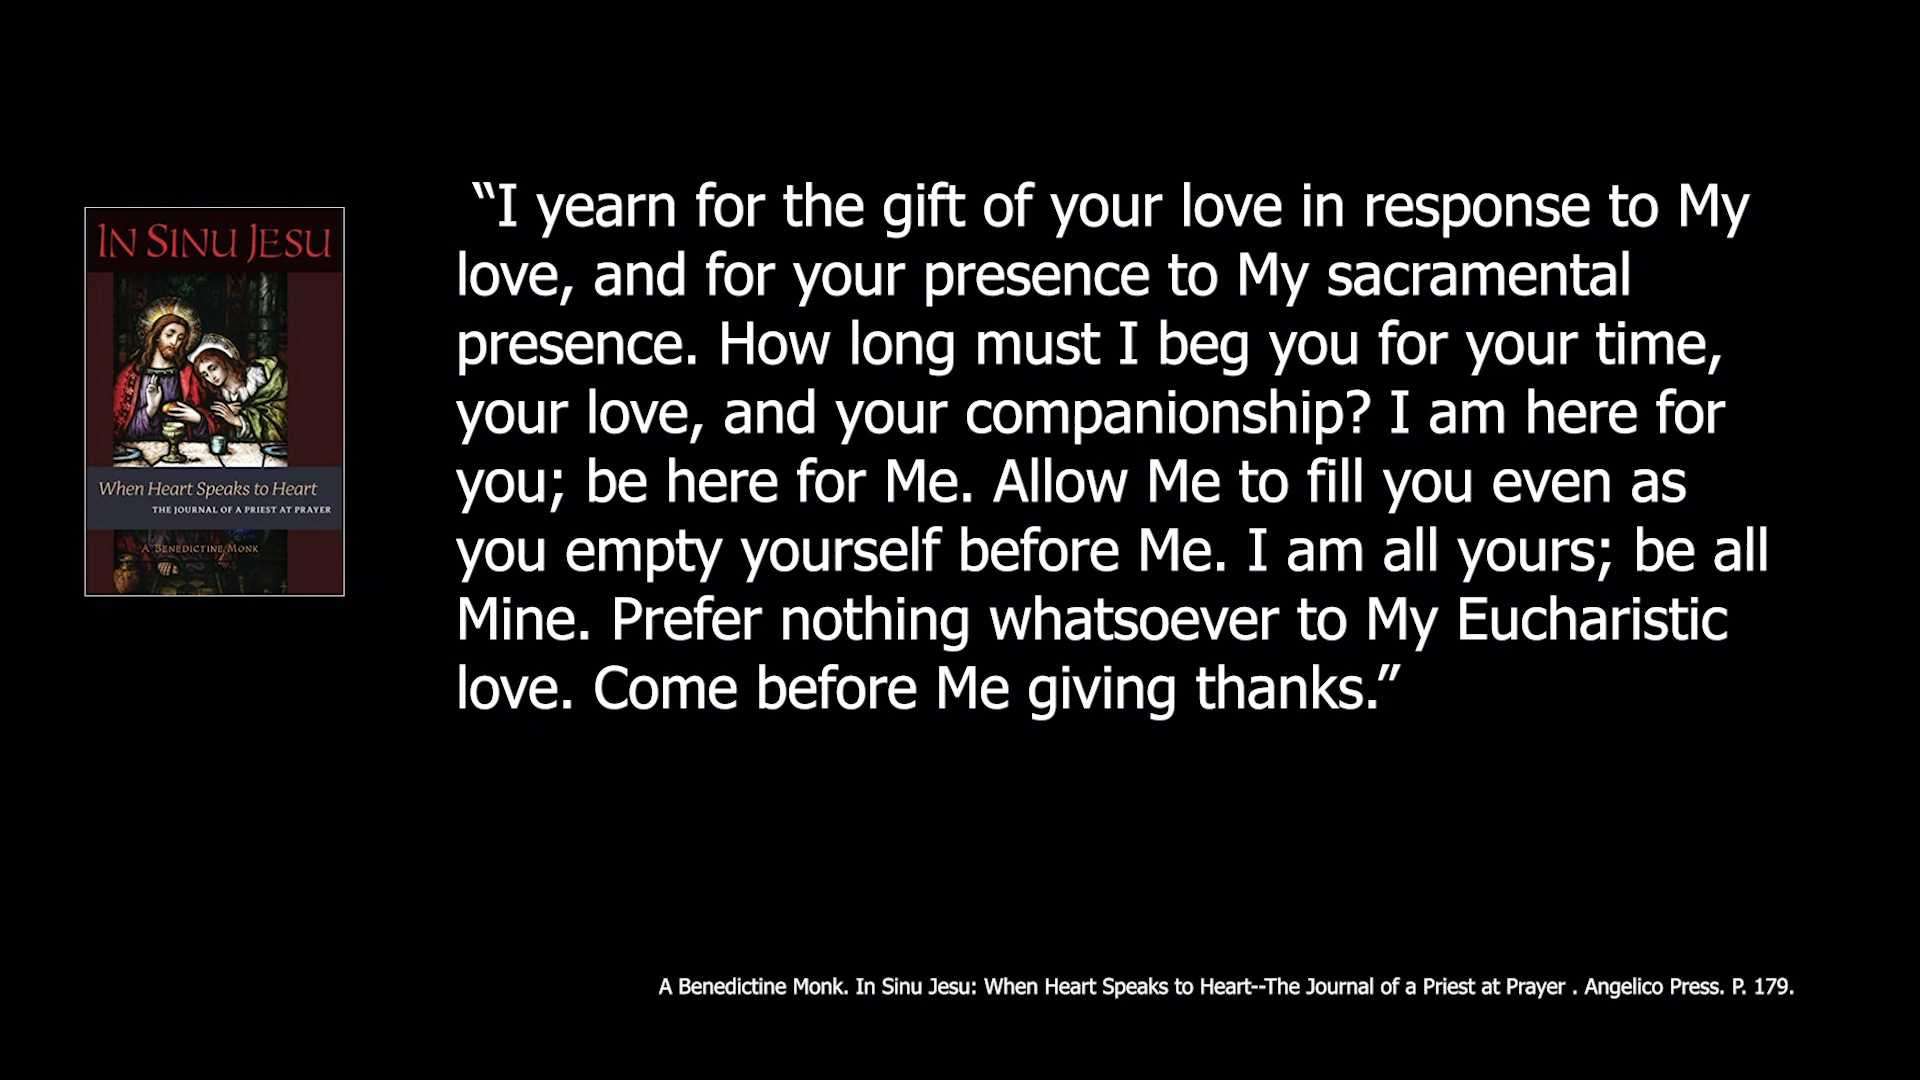 IN SINU JESU
When Heart Speaks to Heart
THE JOURNAL OF A PRIEST AT PRAYER
A BENEDICTINE MONK
“I yearn for the gift of your love in response to My
love, and for your presence to My sacramental
presence. How long must I beg you for your time,
your love, and your companionship? I am here for
you; be here for Me. Allow Me to fill you even as
you empty yourself before Me. I am all yours; be all
Mine. Prefer nothing whatsoever to My Eucharistic
love. Come before Me giving thanks.”
A Benedictine Monk. In Sinu Jesu: When Heart Speaks to Heart--The Journal of a Priest at Prayer . Angelico Press. P. 179.